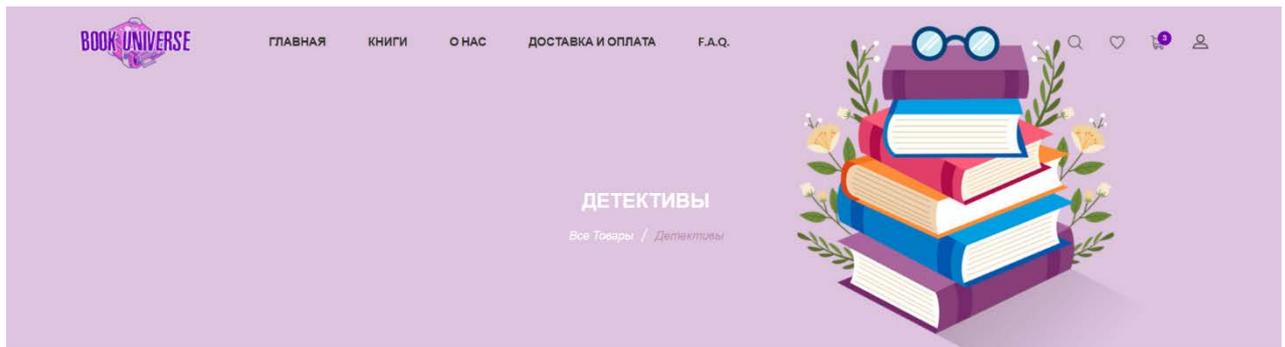 BOOK UNIVERSE
ГЛАВНАЯ КНИГИ О НАС ДОСТАВКА И ОПЛАТА F.A.Q.
3
ДЕТЕКТИВЫ
Все Товары / Детективы